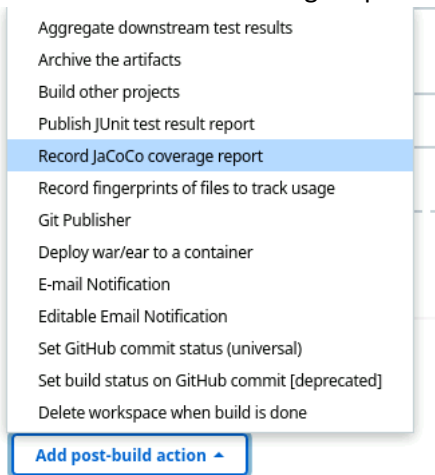 Aggregate downstream test results
Archive the artifacts
Build other projects
Publish JUnit test result report
Record JaCoCo coverage report
Record fingerprints of files to track usage
Git Publisher
Deploy war/ear to a container
E-mail Notification
Editable Email Notification
Set GitHub commit status (universal)
Set build status on GitHub commit [deprecated]
Delete workspace when build is done
Add post-build action